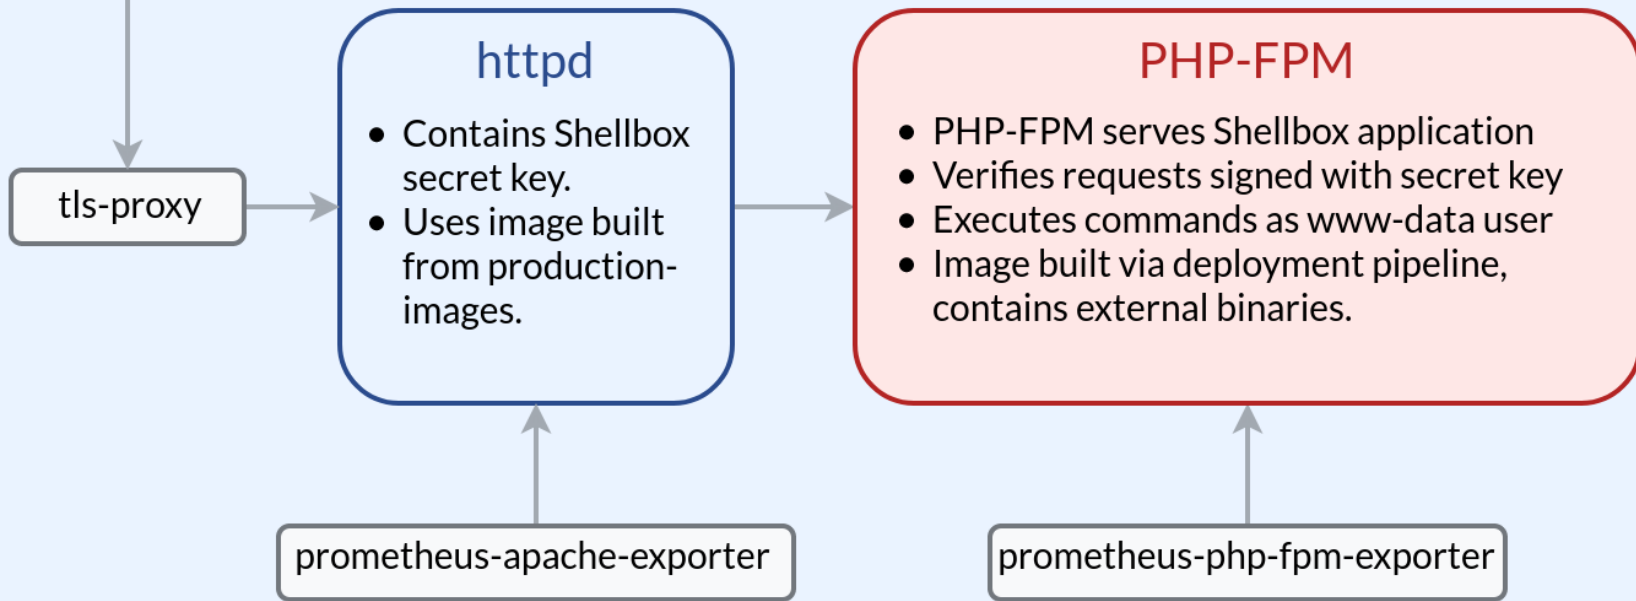 httpd
• Contains Shellbox
secret key.
• Uses image built
from production-
images.
PHP-FPM
• PHP-FPM serves Shellbox application
• Verifies requests signed with secret key
• Executes commands as www-data user
• Image built via deployment pipeline,
contains external binaries.
tls-proxy
prometheus-apache-exporter
prometheus-php-fpm-exporter